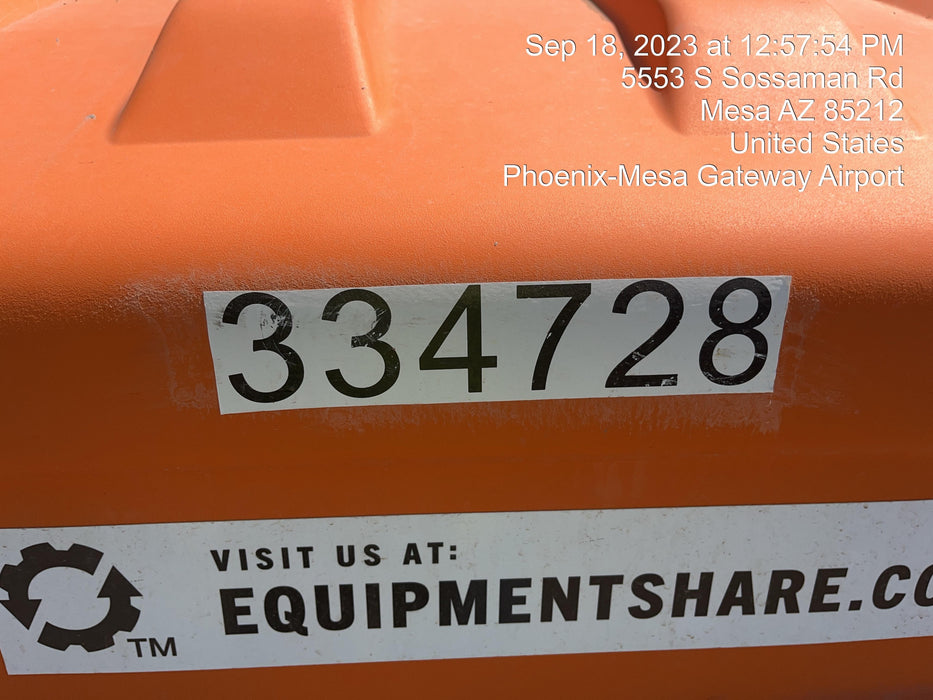 Sep 18, 2023 at 12:57:54 PM
5553 S Sossaman Rd
Mesa AZ 85212
United States
Phoenix-Mesa Gateway Airport
334728
VISIT US AT:
EQUIPMENTSHARE.CO
TM